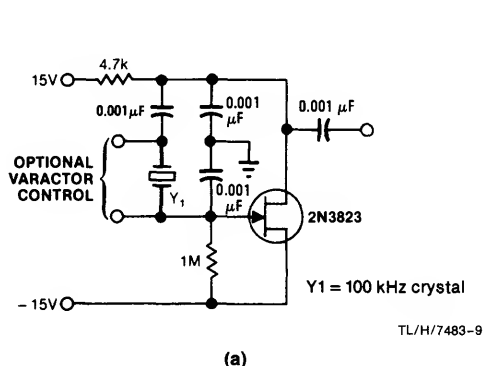 4.7k
15V
0.001μF
0.001
μF
0.001 μF
OPTIONAL
VARACTOR
CONTROL
Y1
0.001
μF
2N3823
1M
Y1 = 100 kHz crystal
– 15V
TL/H/7483–9
(a)